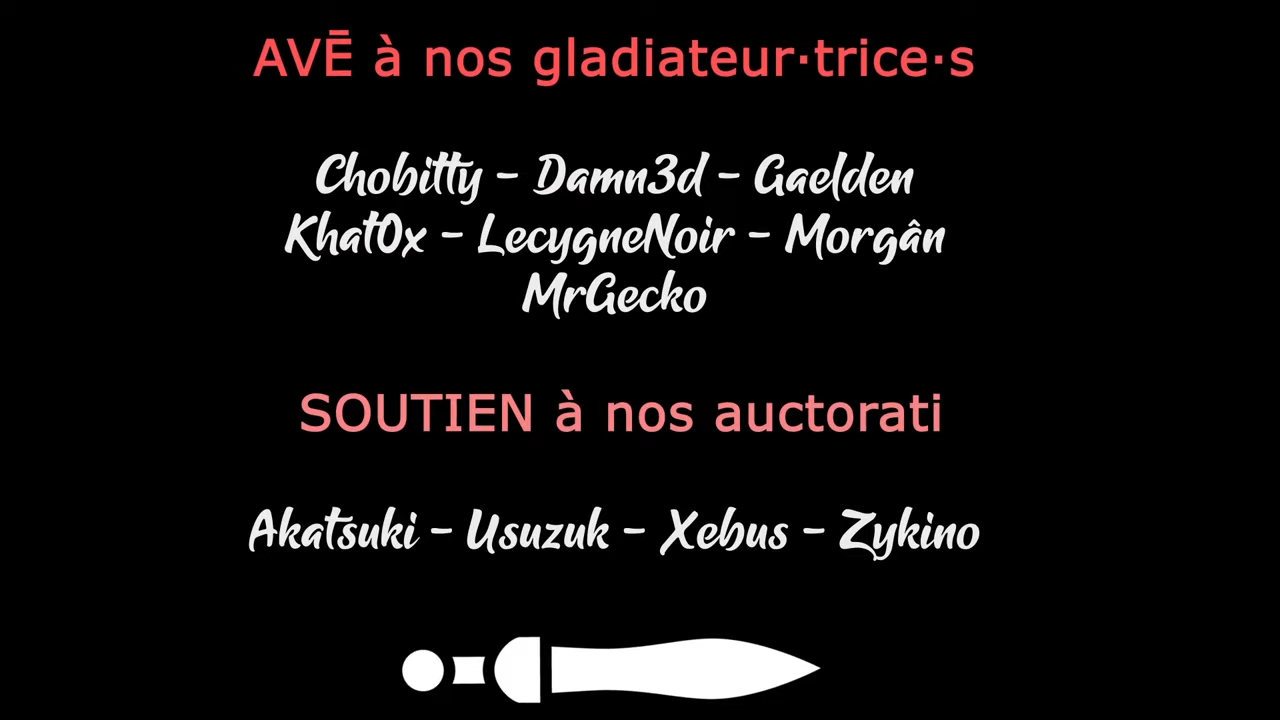 AVĒ à nos gladiateur·trice·s
Chobitty - Damn3d - Gaelden
Khat0x - LecygneNoir - Morgân
MrGecko
SOUTIEN à nos auctorati
Akatsuki - Usuzuk - Xebus - Zykino